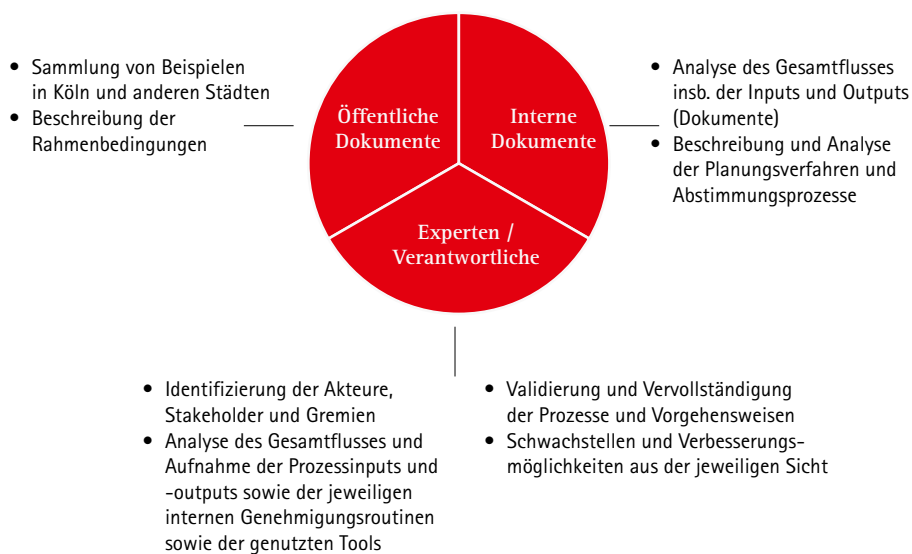 • Sammlung von Beispielen
in Köln und anderen Städten
• Beschreibung der
Rahmenbedingungen
Öffentliche
Dokumente
Interne
Dokumente
Experten /
Verantwortliche
• Analyse des Gesamtflusses
insb. der Inputs und Outputs
(Dokumente)
• Beschreibung und Analyse
der Planungsverfahren und
Abstimmungsprozesse
• Identifizierung der Akteure,
Stakeholder und Gremien
• Analyse des Gesamtflusses und
Aufnahme der Prozessinputs und
-outputs sowie der jeweiligen
internen Genehmigungsroutinen
sowie der genutzten Tools
• Validierung und Vervollständigung
der Prozesse und Vorgehensweisen
• Schwachstellen und Verbesserungs-
möglichkeiten aus der jeweiligen Sicht